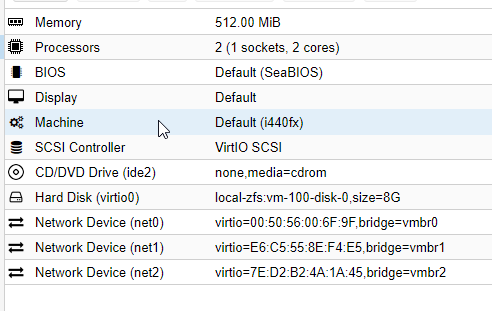 Memory 512.00 MiB
Processors 2 (1 sockets, 2 cores)
BIOS Default (SeaBIOS)
Display Default
Machine Default (i440fx)
SCSI Controller VirtIO SCSI
CD/DVD Drive (ide2) none,media=cdrom
Hard Disk (virtio0) local-zfs:vm-100-disk-0,size=8G
Network Device (net0) virtio=00:50:56:00:6F:9F,bridge=vmbr0
Network Device (net1) virtio=E6:C5:55:8E:F4:E5,bridge=vmbr1
Network Device (net2) virtio=7E:D2:B2:4A:1A:45,bridge=vmbr2